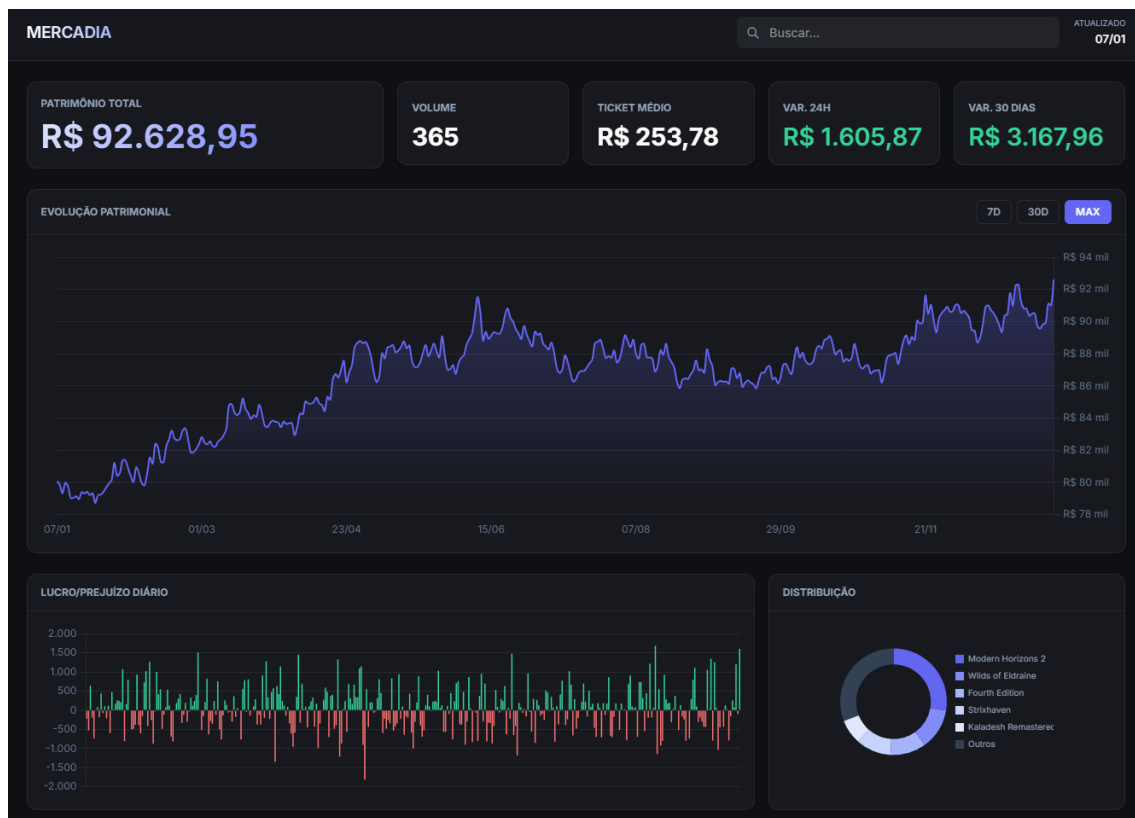 MERCADIA
Buscar...
ATUALIZADO
07/01
PATRIMÔNIO TOTAL
R$ 92.628,95
VOLUME
365
TICKET MÉDIO
R$ 253,78
VAR. 24H
R$ 1.605,87
VAR. 30 DIAS
R$ 3.167,96
EVOLUÇÃO PATRIMONIAL
7D
30D
MAX
R$ 94 mil
R$ 92 mil
R$ 90 mil
R$ 88 mil
R$ 86 mil
R$ 84 mil
R$ 82 mil
R$ 80 mil
R$ 78 mil
07/01
01/03
23/04
15/06
07/08
29/09
21/11
LUCRO/PREJUÍZO DIÁRIO
2.000
1.500
1.000
500
0
-500
-1.000
-1.500
-2.000
DISTRIBUIÇÃO
Modern Horizons 2
Wilds of Eldraine
Fourth Edition
Strixhaven
Kaladesh Remastered
Outros